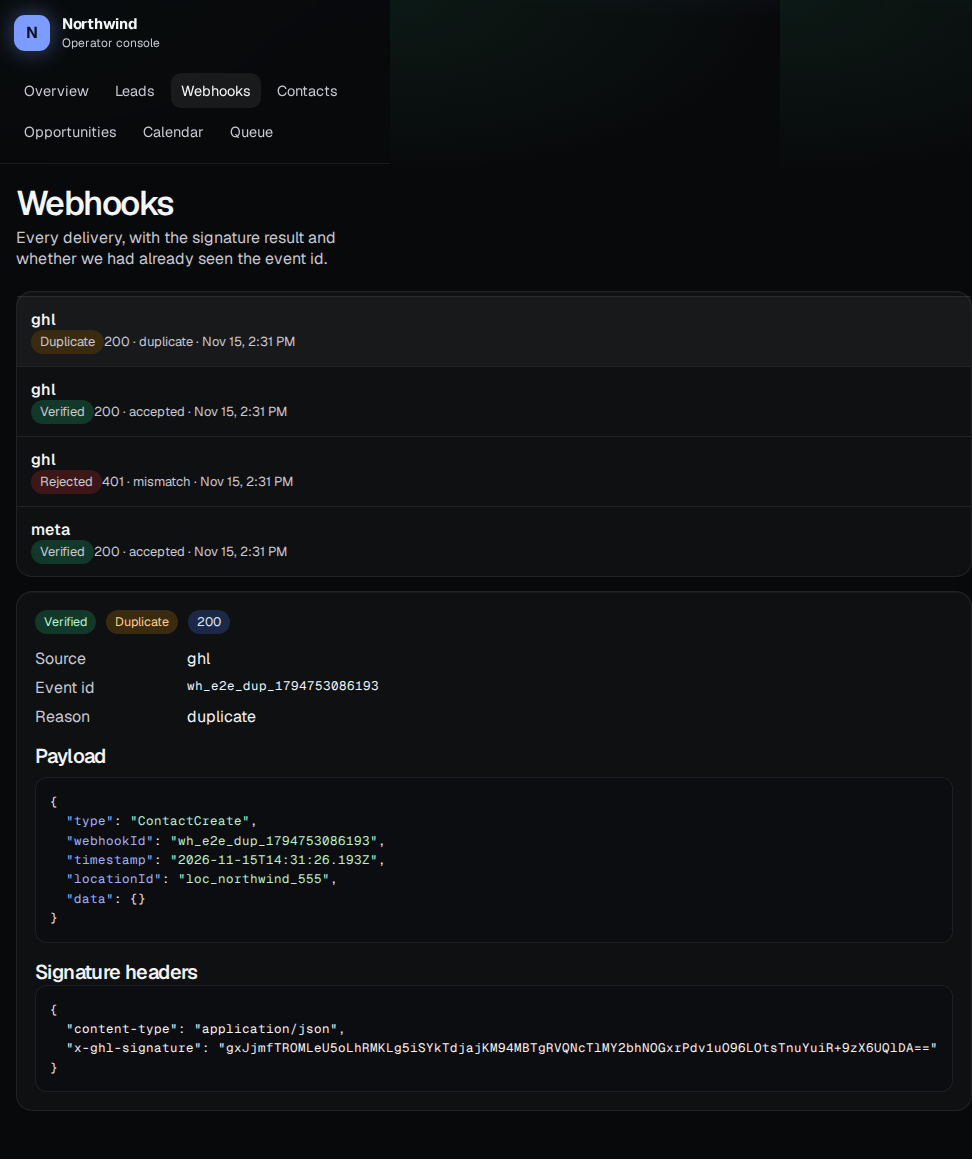 N
Northwind
Operator console
Overview Leads Webhooks Contacts
Opportunities Calendar Queue
Webhooks
Every delivery, with the signature result and
whether we had already seen the event id.
ghl
Duplicate 200 · duplicate · Nov 15, 2:31 PM
ghl
Verified 200 · accepted · Nov 15, 2:31 PM
ghl
Rejected 401 · mismatch · Nov 15, 2:31 PM
meta
Verified 200 · accepted · Nov 15, 2:31 PM
Verified Duplicate 200
Source ghl
Event id wh_e2e_dup_1794753086193
Reason duplicate
Payload
{
"type": "ContactCreate",
"webhookId": "wh_e2e_dup_1794753086193",
"timestamp": "2026-11-15T14:31:26.193Z",
"locationId": "loc_northwind_555",
"data": {}
}
Signature headers
{
"content-type": "application/json",
"x-ghl-signature": "gxJjmfTROMLeU5oLhRMKLg5iSYkTdjajKM94MBTgRVQNcTlMY2bhNOGxrPdv1uO96LOtsTnuYuiR+9zX6UQlDA=="
}